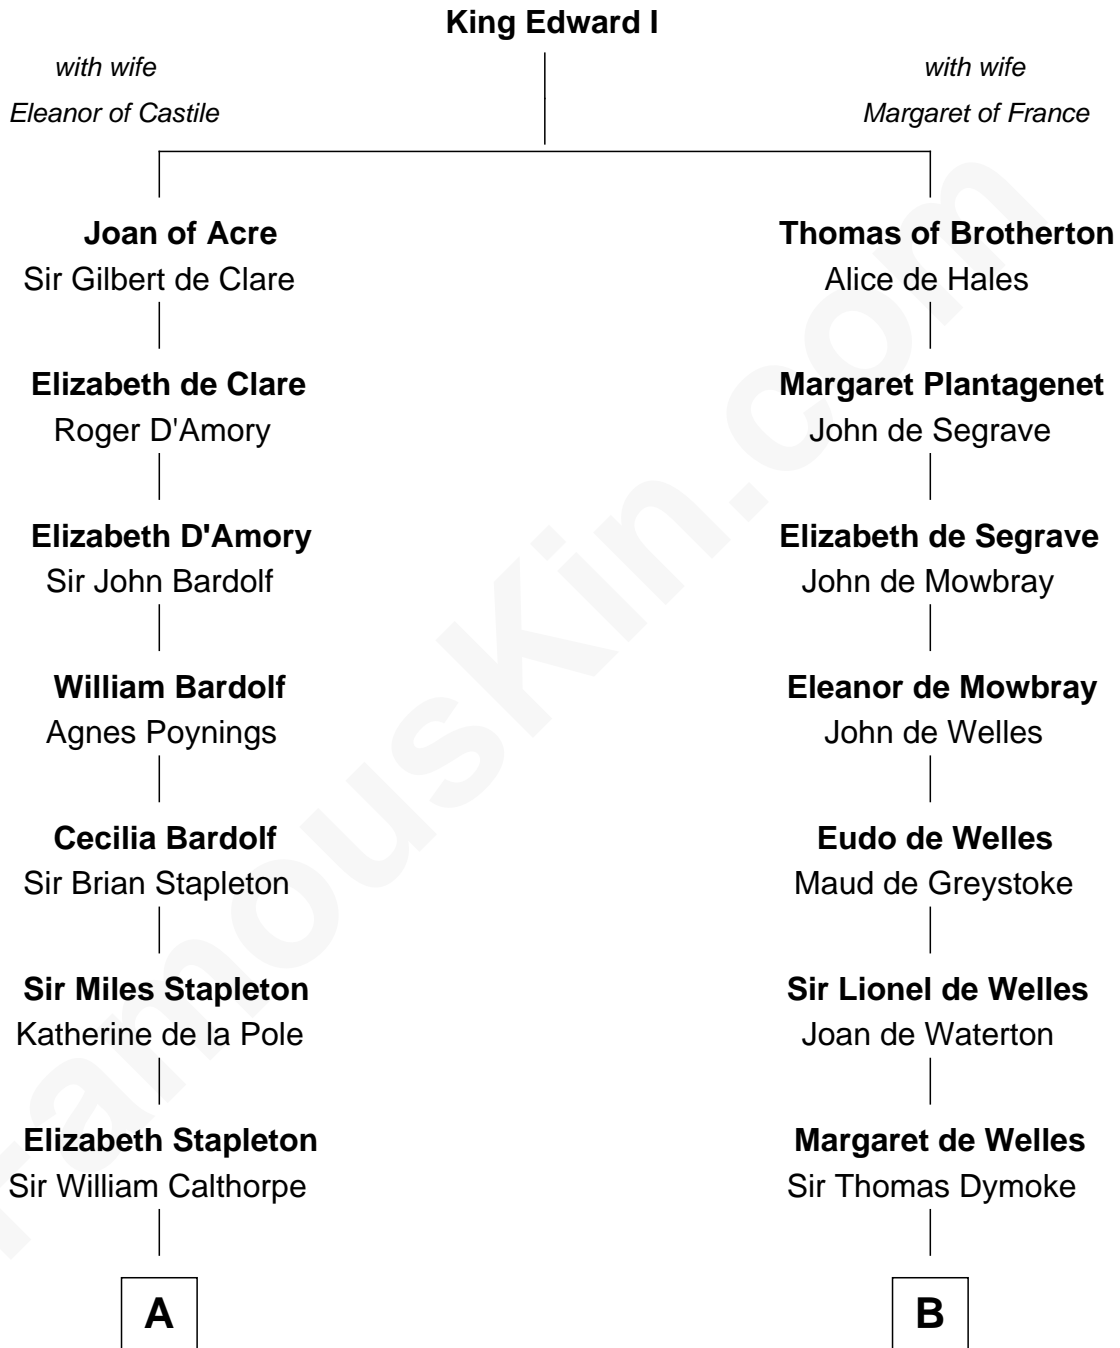 King Edward I
with wife
Eleanor of Castile
with wife
Margaret of France
Joan of Acre
Sir Gilbert de Clare
Thomas of Brotherton
Alice de Hales
Elizabeth de Clare
Roger D'Amory
Margaret Plantagenet
John de Segrave
Elizabeth D'Amory
Sir John Bardolf
Elizabeth de Segrave
John de Mowbray
William Bardolf
Agnes Poynings
Eleanor de Mowbray
John de Welles
Cecilia Bardolf
Sir Brian Stapleton
Eudo de Welles
Maud de Greystoke
Sir Miles Stapleton
Katherine de la Pole
Sir Lionel de Welles
Joan de Waterton
Elizabeth Stapleton
Sir William Calthorpe
Margaret de Welles
Sir Thomas Dymoke
A
B
FamousKin.com